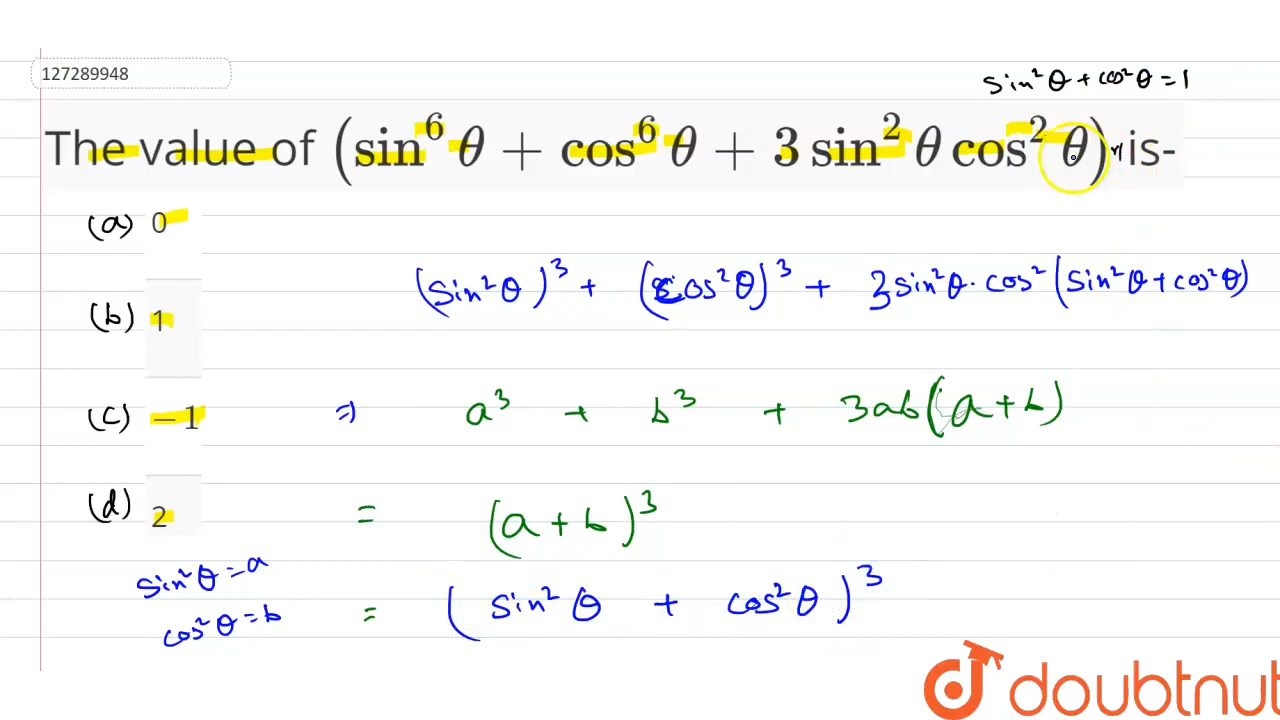 127289948
sin²θ + cos²θ = 1
The value of (sin⁶ θ + cos⁶ θ + 3 sin² θ cos² θ) is-
(a) 0
(sin²θ)³ + (cos²θ)³ + 3sin²θ·cos²(sin²θ+cos²θ)
(b) 1
(c) −1 ⇒ a³ + b³ + 3ab(a+b)
(d) 2 = (a+b)³
sin²θ=a
cos²θ=b = (sin²θ + cos²θ)³
doubtnut